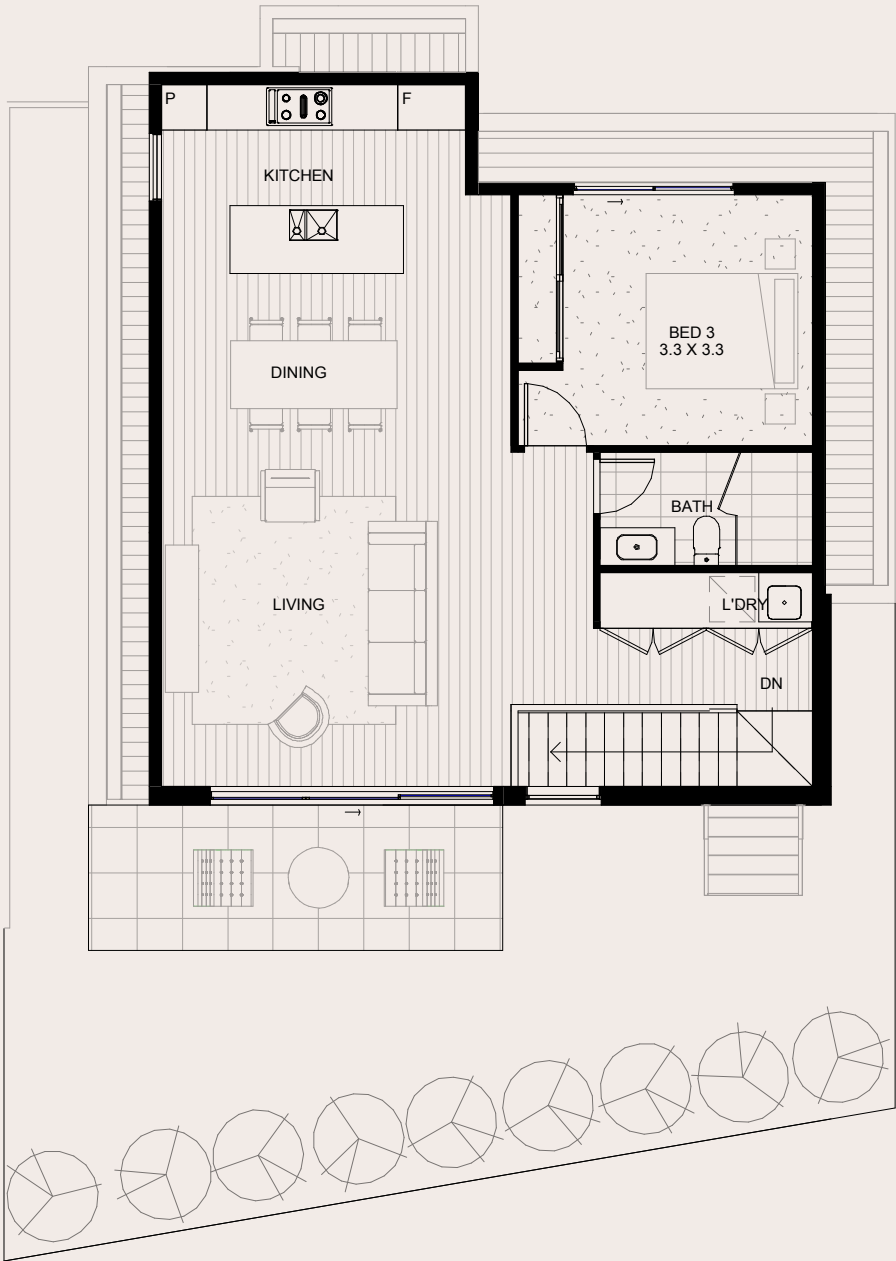 P
F
KITCHEN
BED 3
3.3 X 3.3
DINING
BATH
LIVING
L'DRY
DN